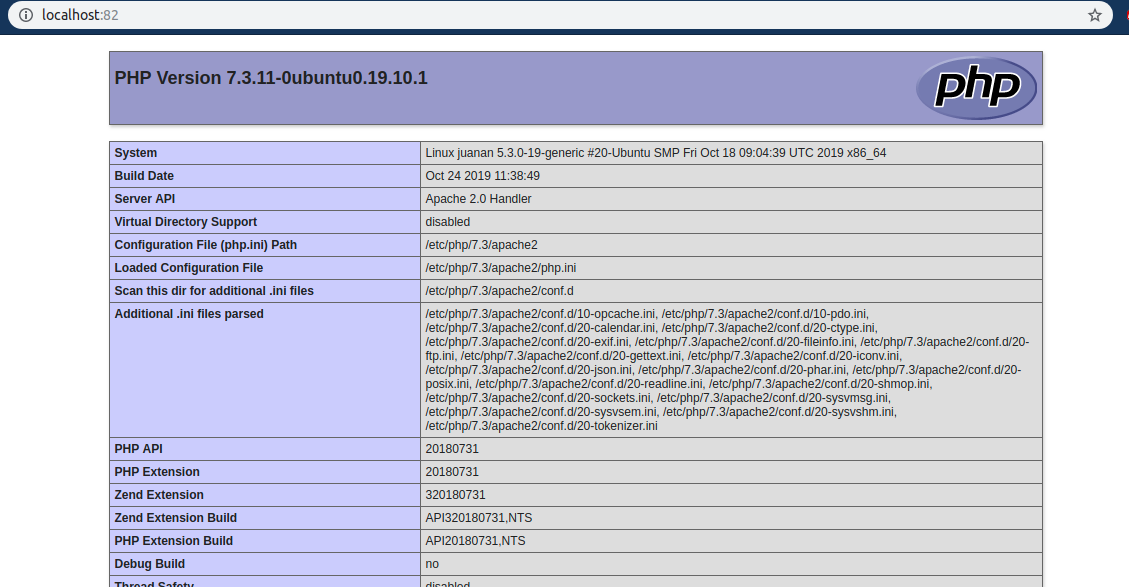 localhost:82
PHP Version 7.3.11-0ubuntu0.19.10.1
php
System Linux juanan 5.3.0-19-generic #20-Ubuntu SMP Fri Oct 18 09:04:39 UTC 2019 x86_64
Build Date Oct 24 2019 11:38:49
Server API Apache 2.0 Handler
Virtual Directory Support disabled
Configuration File (php.ini) Path /etc/php/7.3/apache2
Loaded Configuration File /etc/php/7.3/apache2/php.ini
Scan this dir for additional .ini files /etc/php/7.3/apache2/conf.d
Additional .ini files parsed /etc/php/7.3/apache2/conf.d/10-opcache.ini, /etc/php/7.3/apache2/conf.d/10-pdo.ini,
/etc/php/7.3/apache2/conf.d/20-calendar.ini, /etc/php/7.3/apache2/conf.d/20-ctype.ini,
/etc/php/7.3/apache2/conf.d/20-exif.ini, /etc/php/7.3/apache2/conf.d/20-fileinfo.ini, /etc/php/7.3/apache2/conf.d/20-
ftp.ini, /etc/php/7.3/apache2/conf.d/20-gettext.ini, /etc/php/7.3/apache2/conf.d/20-iconv.ini,
/etc/php/7.3/apache2/conf.d/20-json.ini, /etc/php/7.3/apache2/conf.d/20-phar.ini, /etc/php/7.3/apache2/conf.d/20-
posix.ini, /etc/php/7.3/apache2/conf.d/20-readline.ini, /etc/php/7.3/apache2/conf.d/20-shmop.ini,
/etc/php/7.3/apache2/conf.d/20-sockets.ini, /etc/php/7.3/apache2/conf.d/20-sysvmsg.ini,
/etc/php/7.3/apache2/conf.d/20-sysvsem.ini, /etc/php/7.3/apache2/conf.d/20-sysvshm.ini,
/etc/php/7.3/apache2/conf.d/20-tokenizer.ini
PHP API 20180731
PHP Extension 20180731
Zend Extension 320180731
Zend Extension Build API320180731,NTS
PHP Extension Build API20180731,NTS
Debug Build no
Thread Safety disabled